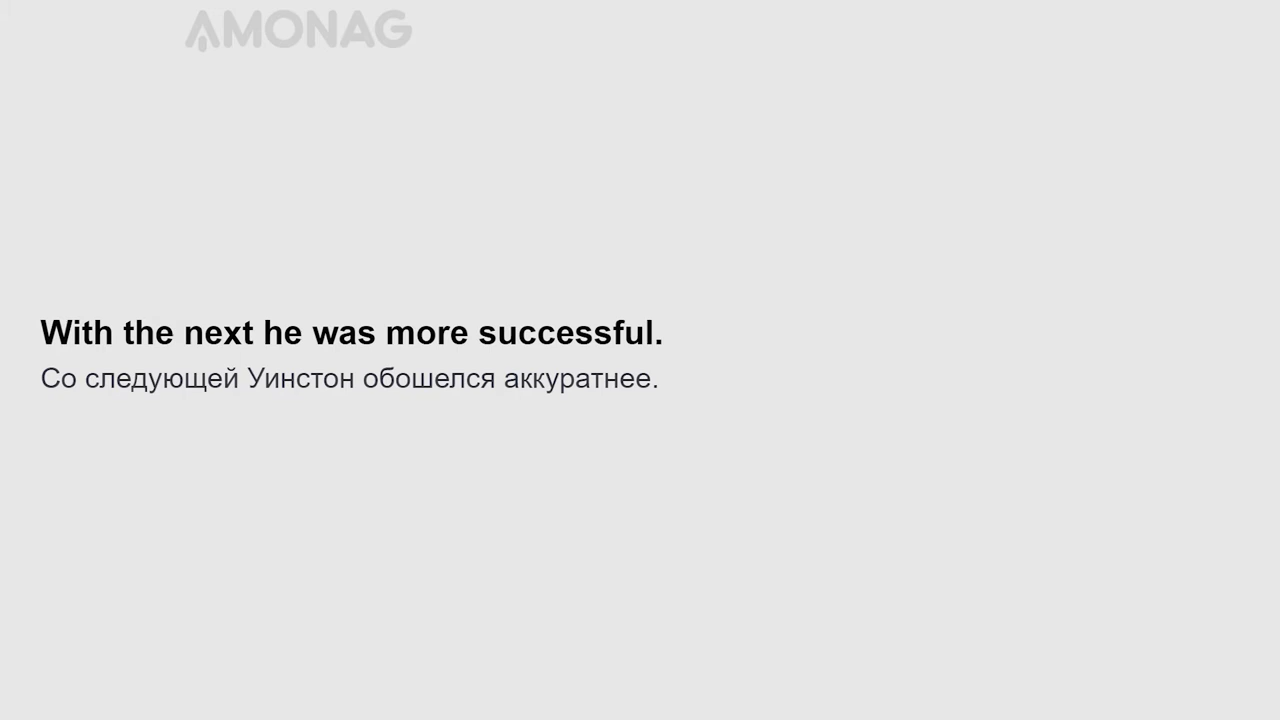 AMONAG
With the next he was more successful.
Со следующей Уинстон обошелся аккуратнее.